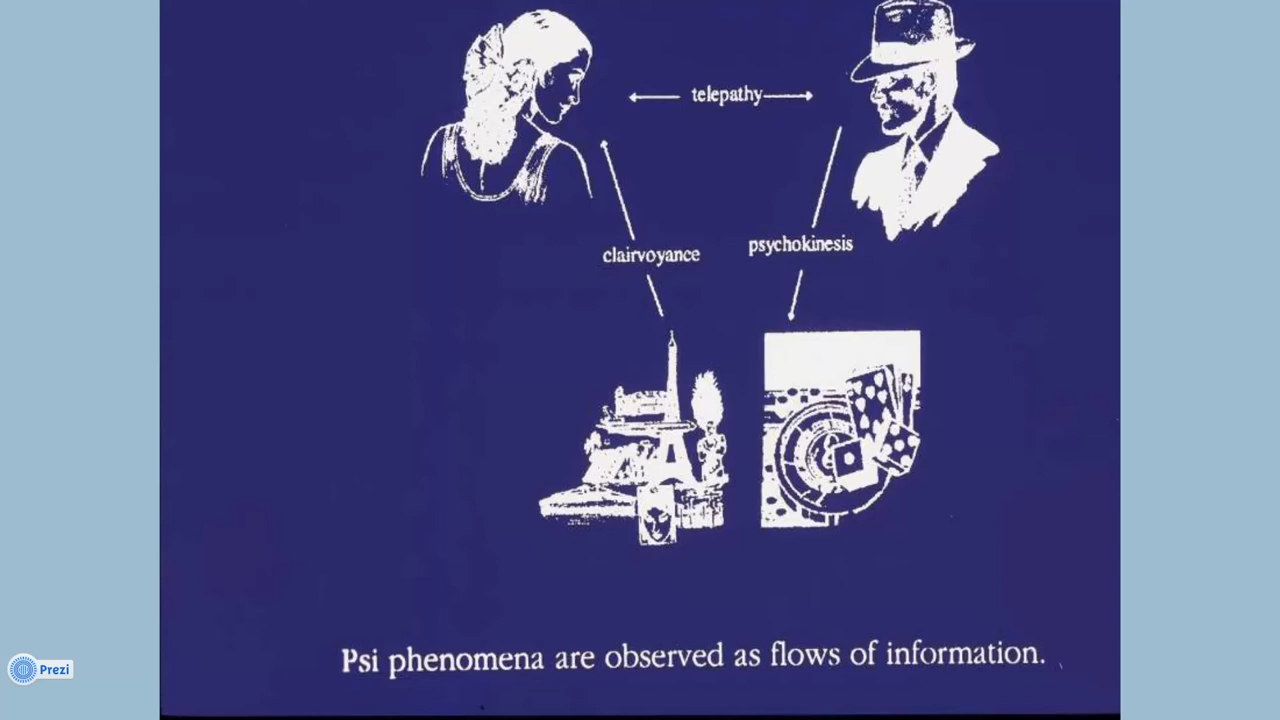 telepathy
clairvoyance
psychokinesis
Psi phenomena are observed as flows of information.
Prezi